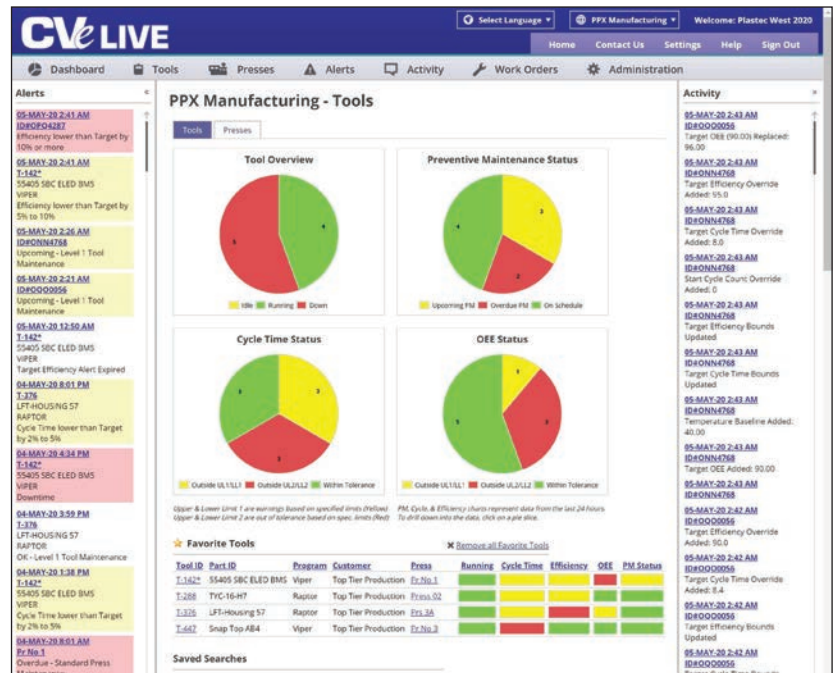 CVe LIVE
Select Language ▾
PPX Manufacturing ▾
Welcome: Plastec West 2020
Home Contact Us Settings Help Sign Out
Dashboard Tools Presses Alerts Activity Work Orders Administration
Alerts «
05-MAY-20 2:41 AM
ID#OPO4287
Efficiency lower than Target by
10% or more
05-MAY-20 2:41 AM
T-142*
55405 SBC ELED BMS
VIPER
Efficiency lower than Target by
5% to 10%
05-MAY-20 2:26 AM
ID#ONN4768
Upcoming - Level 1 Tool
Maintenance
05-MAY-20 2:21 AM
ID#OQO0056
Upcoming - Level 1 Tool
Maintenance
05-MAY-20 12:50 AM
T-142*
55405 SBC ELED BMS
VIPER
Target Efficiency Alert Expired
04-MAY-20 8:01 PM
T-376
LFT-HOUSING 57
RAPTOR
Cycle Time lower than Target
by 2% to 5%
04-MAY-20 4:34 PM
T-142*
55405 SBC ELED BMS
VIPER
Downtime
04-MAY-20 3:59 PM
T-376
LFT-HOUSING 57
RAPTOR
OK - Level 1 Tool Maintenance
04-MAY-20 1:38 PM
T-142*
55405 SBC ELED BMS
VIPER
Cycle Time lower than Target
by 2% to 5%
04-MAY-20 8:01 AM
Pr No 1
Overdue - Standard Press
PPX Manufacturing - Tools
Tools Presses
Tool Overview
5 4
Idle Running Down
Preventive Maintenance Status
4 3
2
Upcoming PM Overdue PM On Schedule
Cycle Time Status
3 3
3
Outside UL1/LL1 Outside UL2/LL2 Within Tolerance
OEE Status
1
5 3
Outside UL1/LL1 Outside UL2/LL2 Within Tolerance
Upper & Lower Limit 1 are warnings based on specified limits (Yellow)
Upper & Lower Limit 2 are out of tolerance based on spec. limits (Red)
PM, Cycle, & Efficiency charts represent data from the last 24 hours.
To drill down into the data, click on a pie slice.
Favorite Tools
Remove all Favorite Tools
Tool ID Part ID Program Customer Press Running Cycle Time Efficiency OEE PM Status
T-142* 55405 SBC ELED BMS Viper Top Tier Production Pr.No.1
T-288 TYC-16-H7 Raptor Top Tier Production Press 02
T-376 LFT-Housing 57 Raptor Top Tier Production Prs 3A
T-447 Snap Top AB4 Viper Top Tier Production Pr.No.3
Saved Searches
Activity »
05-MAY-20 2:43 AM
ID#OQO0056
Target OEE (90.00) Replaced:
96.00
05-MAY-20 2:43 AM
ID#OQO0056
Target Efficiency Override
Added: 95.0
05-MAY-20 2:43 AM
ID#ONN4768
Target Cycle Time Override
Added: 8.0
05-MAY-20 2:43 AM
ID#ONN4768
Start Cycle Count Override
Added: 0
05-MAY-20 2:43 AM
ID#ONN4768
Target Efficiency Bounds
Updated
05-MAY-20 2:43 AM
ID#ONN4768
Target Cycle Time Bounds
Updated
05-MAY-20 2:43 AM
ID#ONN4768
Temperature Baseline Added:
40.00
05-MAY-20 2:43 AM
ID#ONN4768
Target OEE Added: 90.00
05-MAY-20 2:43 AM
ID#ONN4768
05-MAY-20 2:42 AM
ID#OQO0056
Target Efficiency Override
Added: 90.0
05-MAY-20 2:42 AM
ID#OQO0056
Target Cycle Time Override
Added: 8.4
05-MAY-20 2:42 AM
ID#OQO0056
Target Efficiency Bounds
Updated
05-MAY-20 2:42 AM
ID#OQO0056